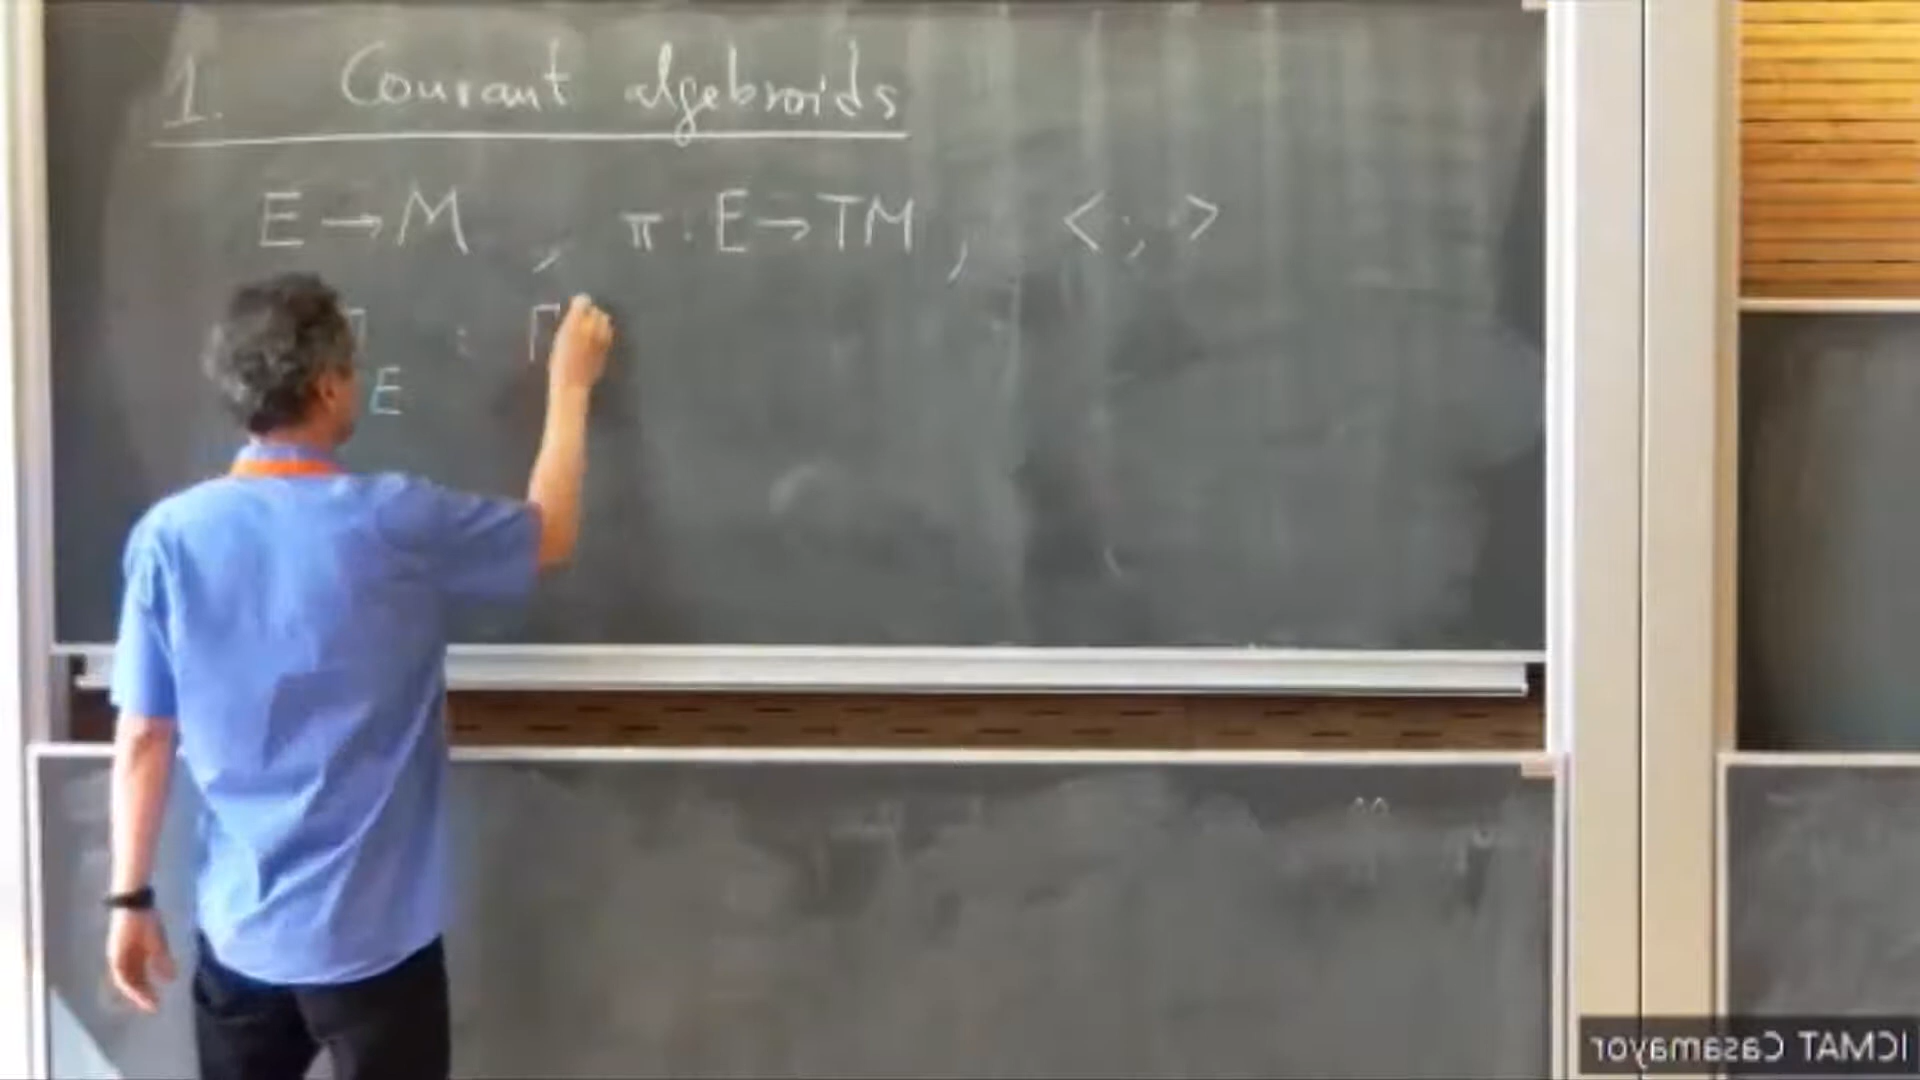 1. Courant algebroids
E → M , π : E → TM , < , >
] E : Γ
ICMAT Casamayor